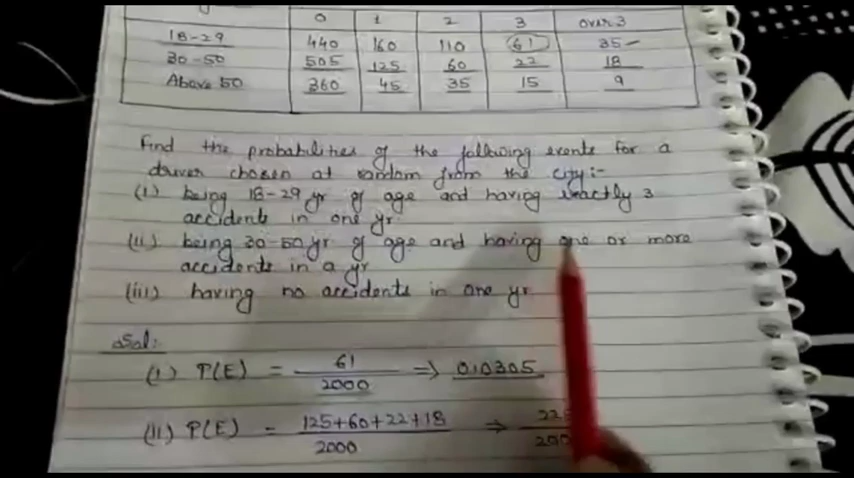 0 1 2 3 over 3
18-29 440 160 110 61 35
30-50 505 125 60 22 18
Above 50 360 45 35 15 9
Find the probabilities of the following events for a
driver chosen at random from the city:-
(i) being 18-29 yr of age and having exactly 3
accidents in one yr.
(ii) being 30-50 yr of age and having one or more
accidents in a yr
(iii) having no accidents in one yr
Sol:
(i) P(E) = 61/2000 ⇒ 0.0305
(ii) P(E) = 125+60+22+18/2000 ⇒